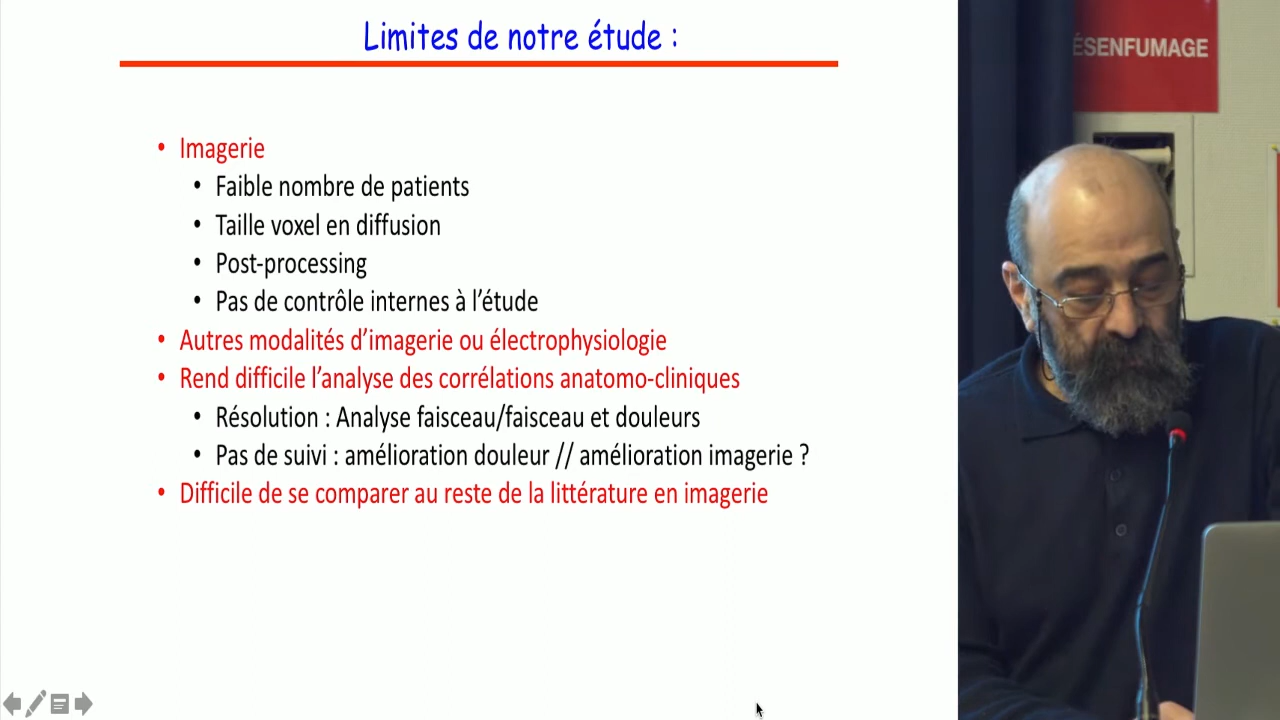 Limites de notre étude :
• Imagerie
• Faible nombre de patients
• Taille voxel en diffusion
• Post-processing
• Pas de contrôle internes à l’étude
• Autres modalités d’imagerie ou électrophysiologie
• Rend difficile l’analyse des corrélations anatomo-cliniques
• Résolution : Analyse faisceau/faisceau et douleurs
• Pas de suivi : amélioration douleur // amélioration imagerie ?
• Difficile de se comparer au reste de la littérature en imagerie
ÉSENFUMAGE